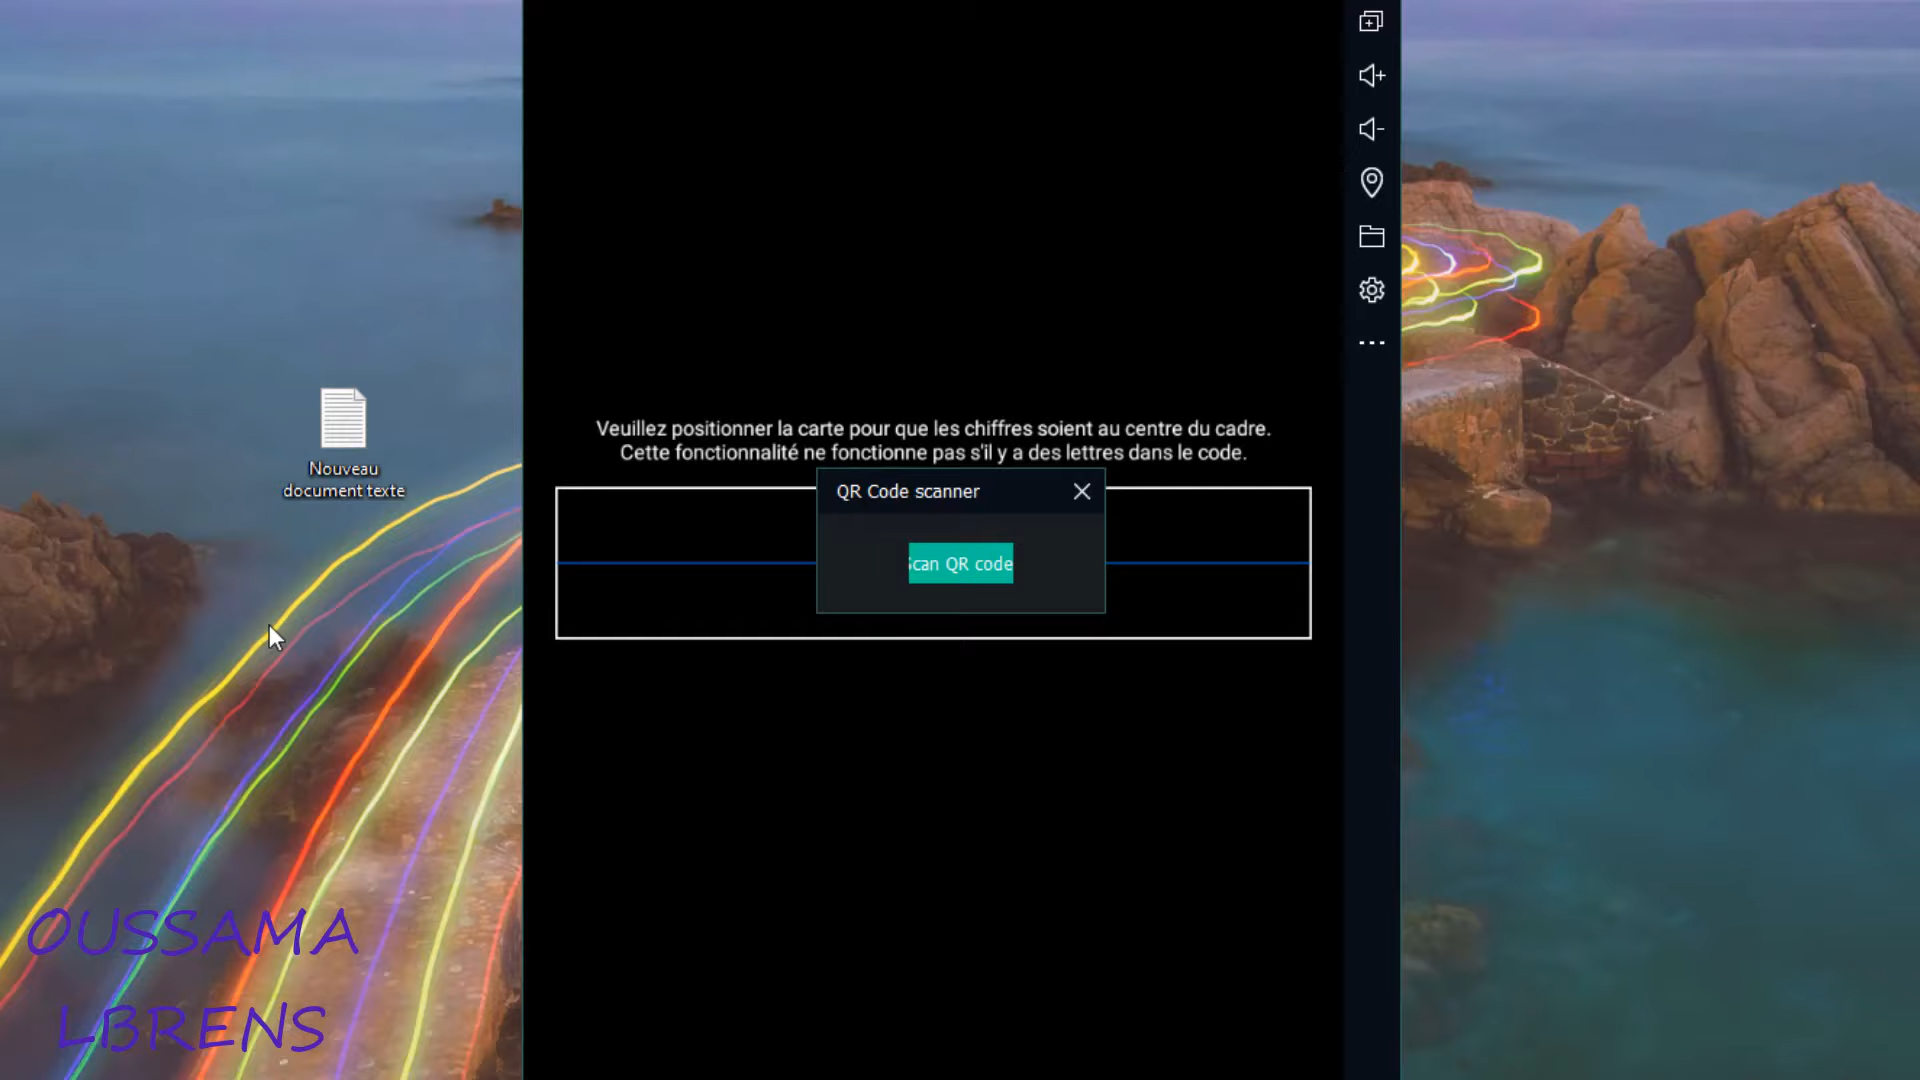 Veuillez positionner la carte pour que les chiffres soient au centre du cadre.
Cette fonctionnalité ne fonctionne pas s'il y a des lettres dans le code.
QR Code scanner
Scan QR code
Nouveau
document texte
OUSSAMA
LBRENS